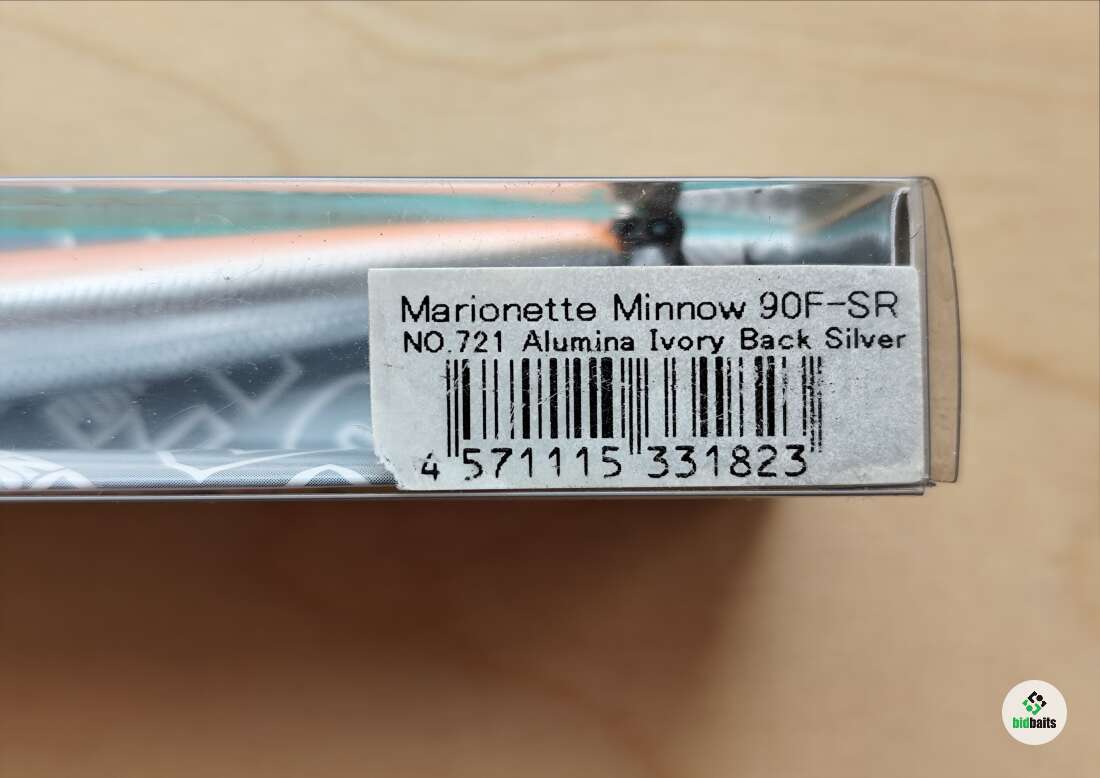 Marionette Minnow 90F-SR
NO.721 Alumina Ivory Back Silver
4 571115 331823
bidbaits